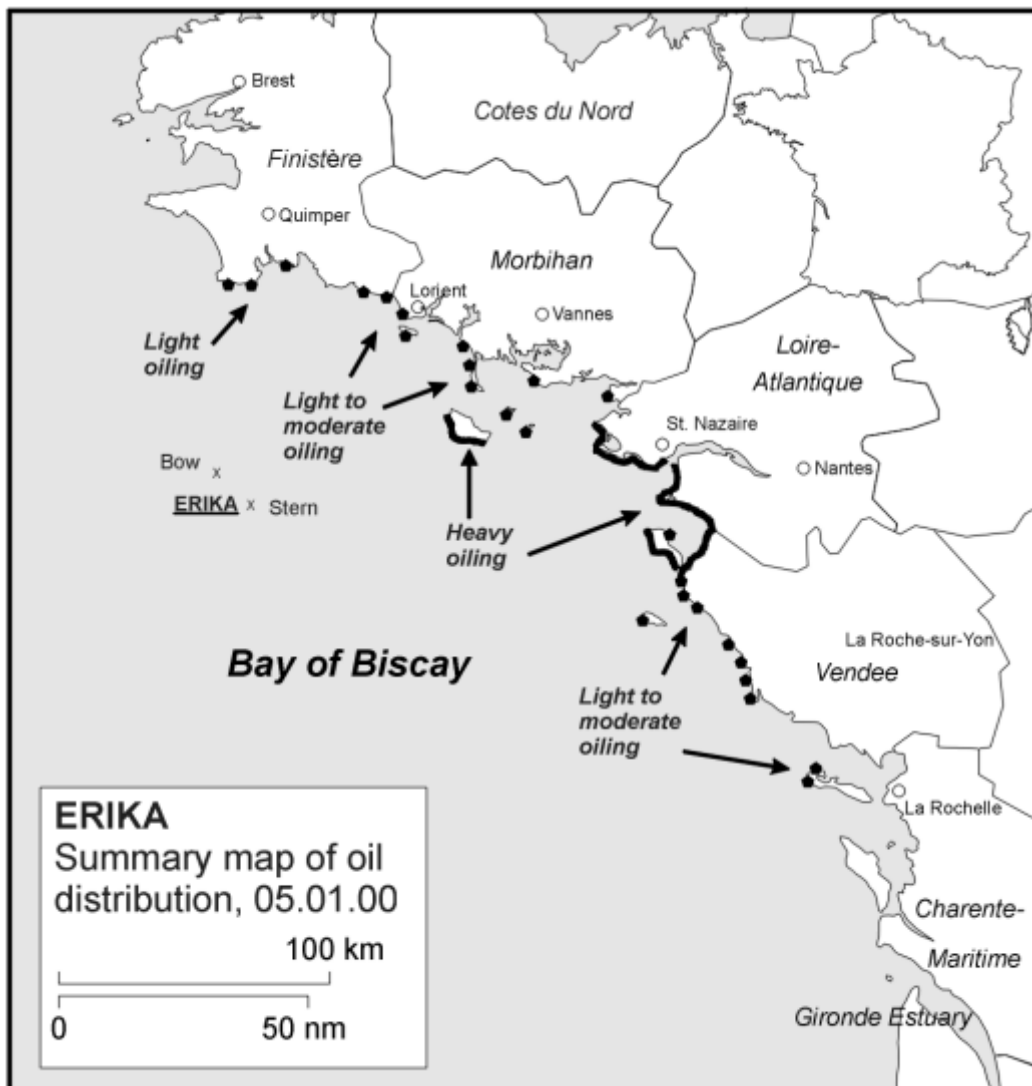 Brest
Cotes du Nord
Finistère
Quimper
Morbihan
Lorient
Vannes
Light
oiling
Loire-
Atlantique
Light to
moderate
oiling
St. Nazaire
Bow
x
Nantes
ERIKA x Stern
Heavy
oiling
La Roche-sur-Yon
Bay of Biscay
Vendee
Light to
moderate
oiling
La Rochelle
ERIKA
Summary map of oil
distribution, 05.01.00
100 km
0
50 nm
Charente-
Maritime
Gironde Estuary